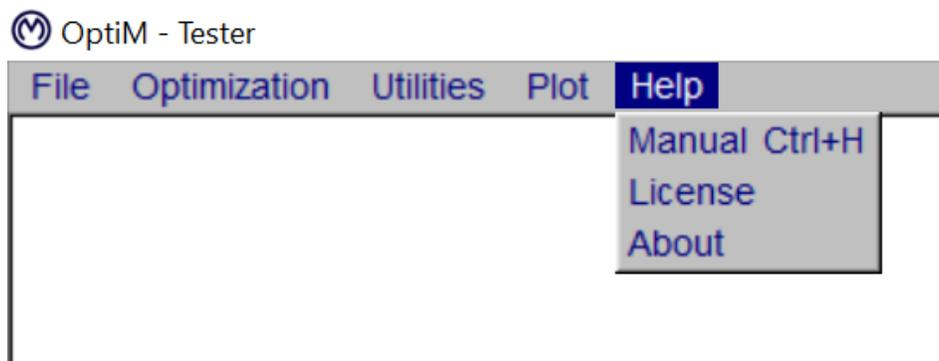 OptiM - Tester
File Optimization Utilities Plot Help
Manual Ctrl+H
License
About